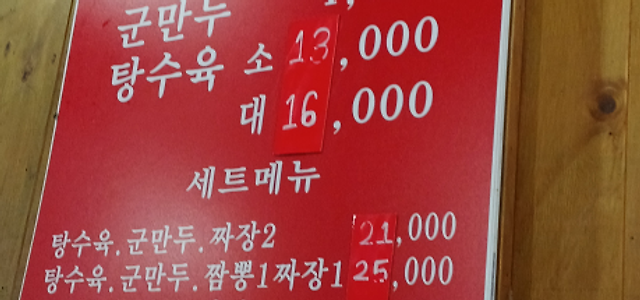 군만두
탕수육 소 13,000
대 16,000
세트메뉴
탕수육.군만두.짜장2 21,000
탕수육.군만두.짬뽕1짜장1 25,000